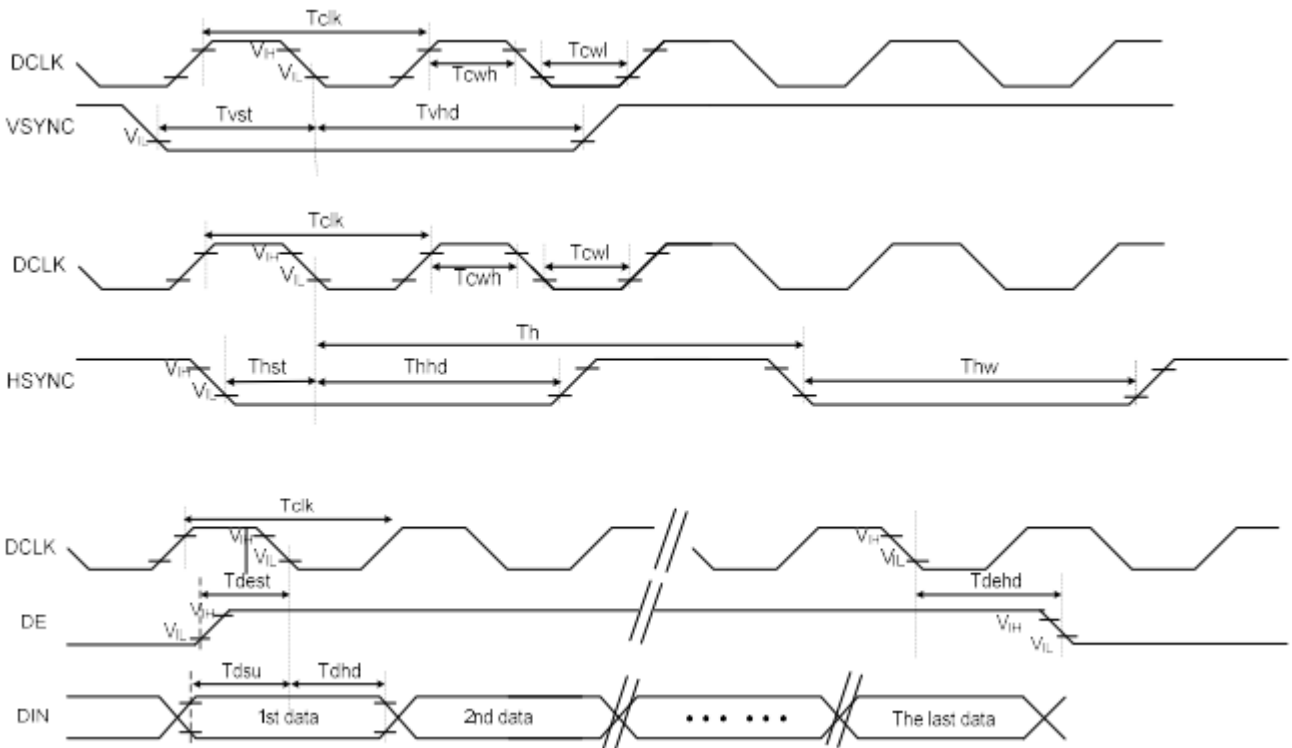 Tclk
DCLK VIH VIL Tcwh Tcwl
VSYNC VIL Tvst Tvhd
Tclk
DCLK VIH VIL Tcwh Tcwl
Th
HSYNC VIH VIL Thst Thhd Thw
Tclk
DCLK VIH VIL VIH VIL
Tdest Tdehd
DE VIH VIL VIH VIL
Tdsu Tdhd
DIN 1st data 2nd data • • • • • • The last data